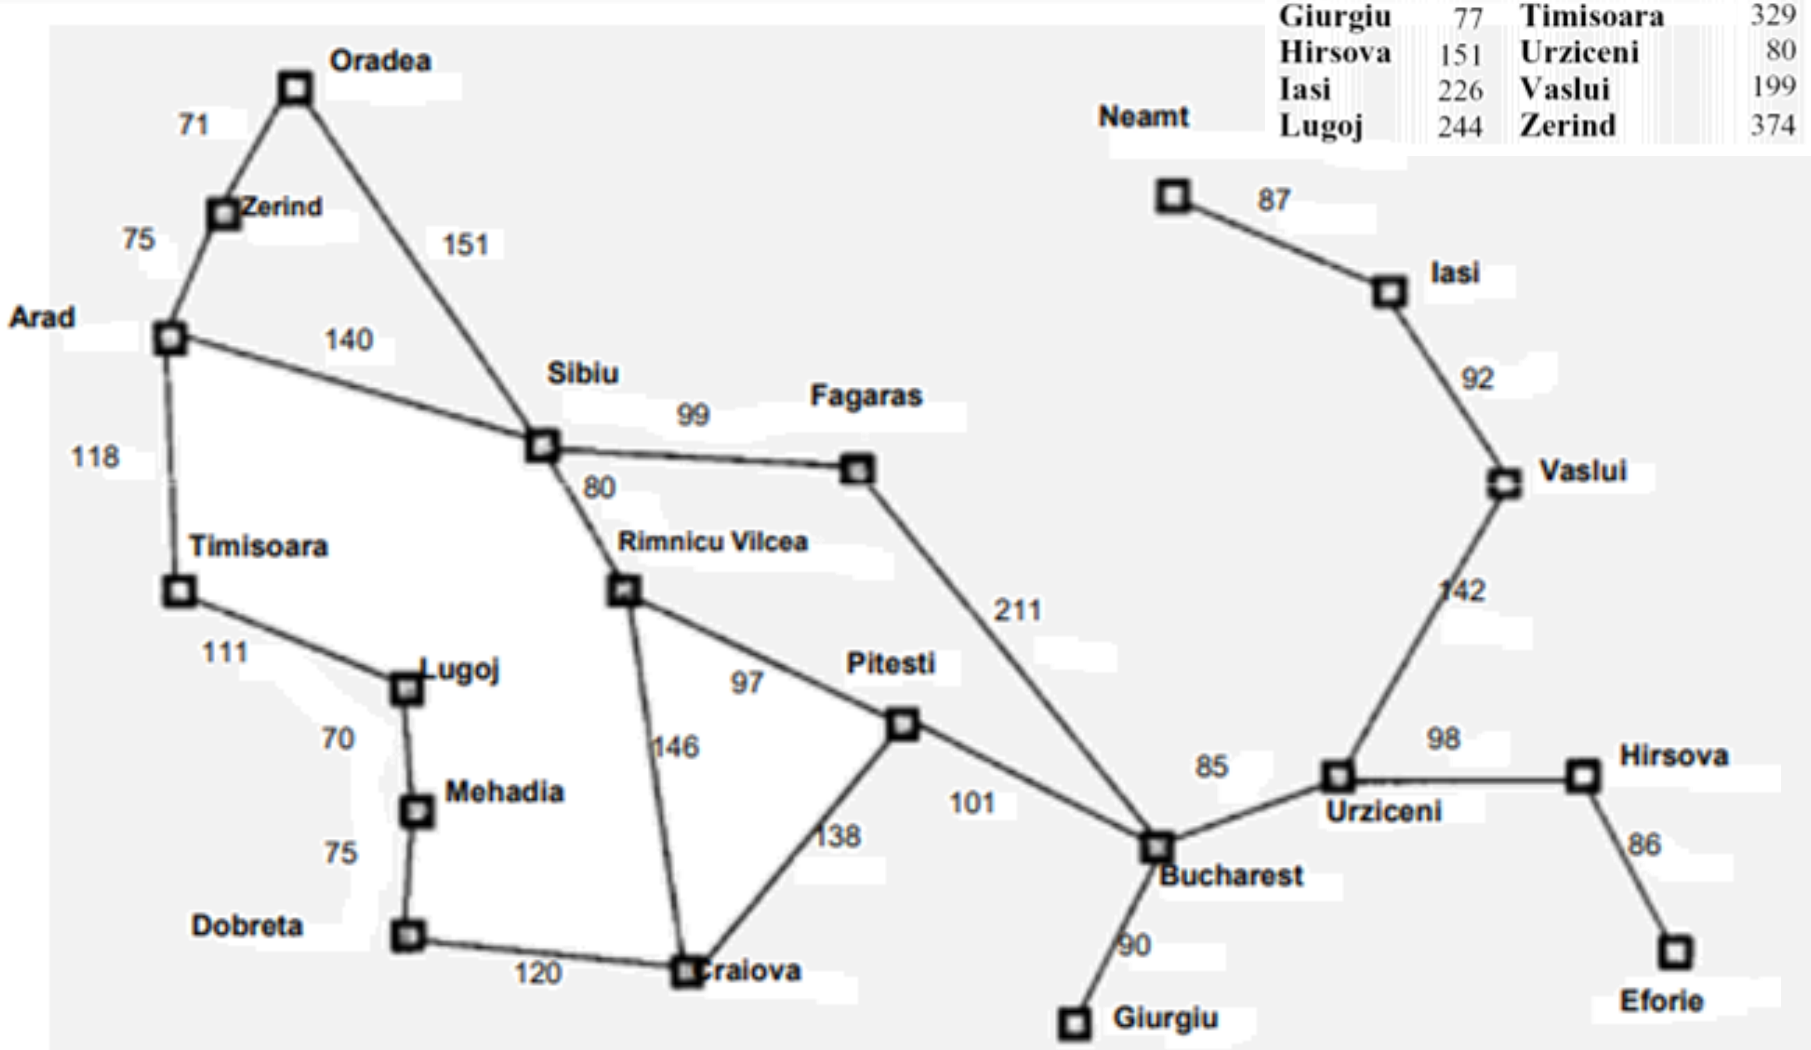 Giurgiu 77 Timisoara 329
Hirsova 151 Urziceni 80
Iasi 226 Vaslui 199
Lugoj 244 Zerind 374
Oradea
71
Neamt
Zerind
87
75
151
Iasi
Arad
140
Sibiu
92
99
Fagaras
118
80
Vaslui
Timisoara
Rimnicu Vilcea
142
211
111
Lugoj
97
Pitesti
70
146
85
98
Hirsova
Mehadia
101
Urziceni
75
138
86
Bucharest
Dobreta
90
120
Craiova
Eforie
Giurgiu